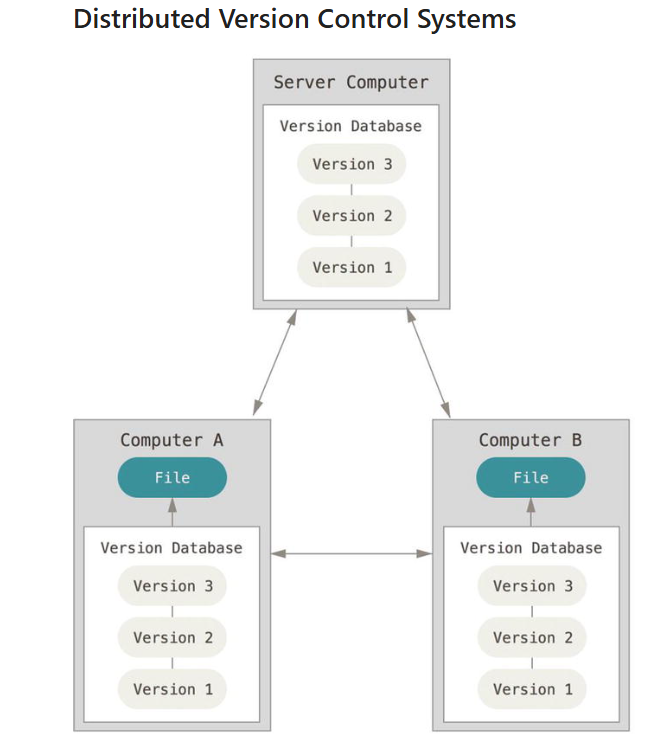 Distributed Version Control Systems
Server Computer
Version Database
Version 3
Version 2
Version 1
Computer A
File
Version Database
Version 3
Version 2
Version 1
Computer B
File
Version Database
Version 3
Version 2
Version 1